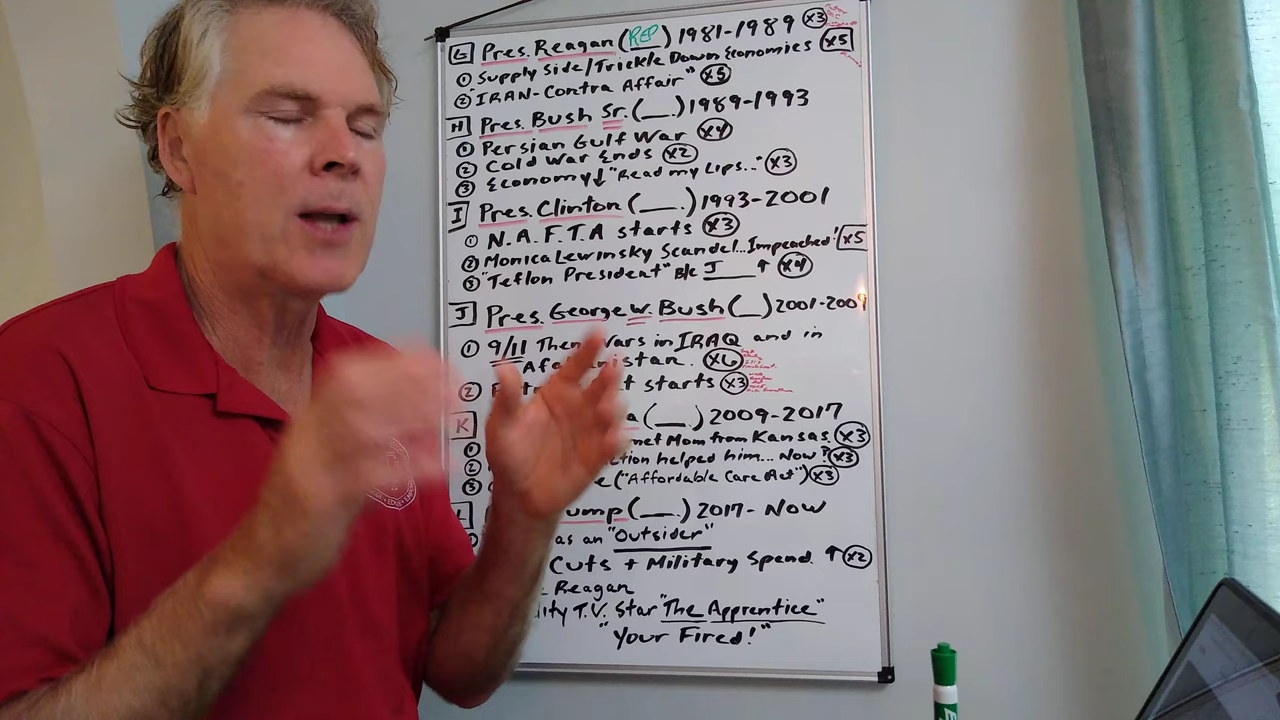 G Pres. Reagan (REP) 1981-1989 x3
① Supply Side/Trickle Down Economics x5
② "IRAN-Contra Affair" x5
H Pres. Bush Sr. (__) 1989-1993
① Persian Gulf War x4
② Cold War Ends x2
③ Economy↓ "Read my Lips..." x3
I Pres. Clinton (__.) 1993-2001
① N.A.F.T.A starts x3
② Monica Lewinsky Scandel...Impeached' x5
③ "Teflon President" B/c J___ ↑ x4
J Pres. George W. Bush (__) 2001-2009
① 9/11 Then Wars in IRAQ and in
Afghanistan. x6
② starts x3
K (__) 2009-2017
① met Mom from Kansas. x3
② helped him... Now? x3
③ ("Affordable Care Act") x3
L (__.) 2017- Now
as an "Outsider"
Cuts + Military Spend. ↑ x2
Reagan
T.V. Star "The Apprentice"
"Your Fired!"